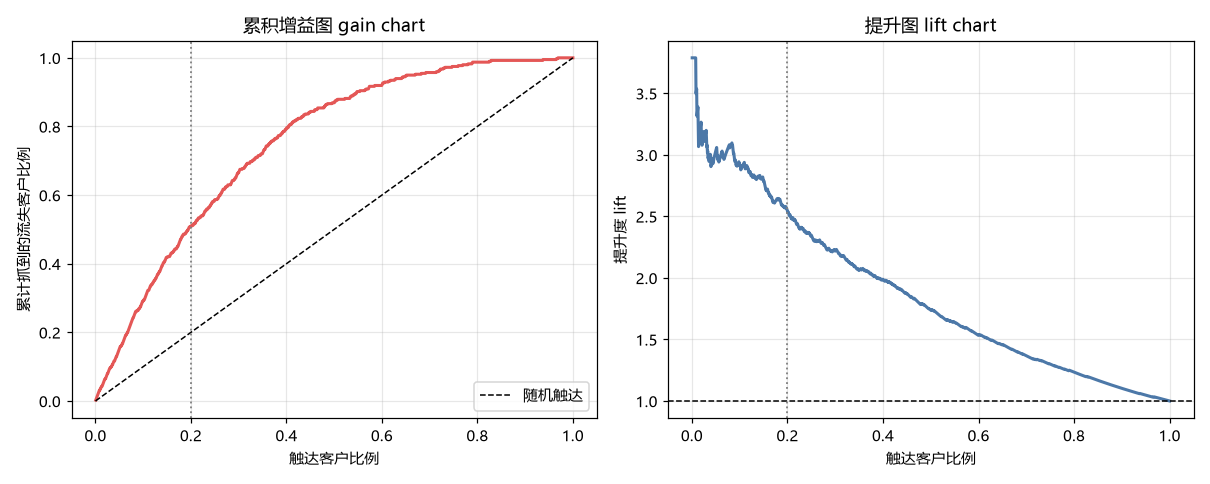 累积增益图 gain chart
累计抓到的流失客户比例
1.0
0.8
0.6
0.4
0.2
0.0
0.0 0.2 0.4 0.6 0.8 1.0
触达客户比例
随机触达
提升图 lift chart
提升度 lift
3.5
3.0
2.5
2.0
1.5
1.0
0.0 0.2 0.4 0.6 0.8 1.0
触达客户比例